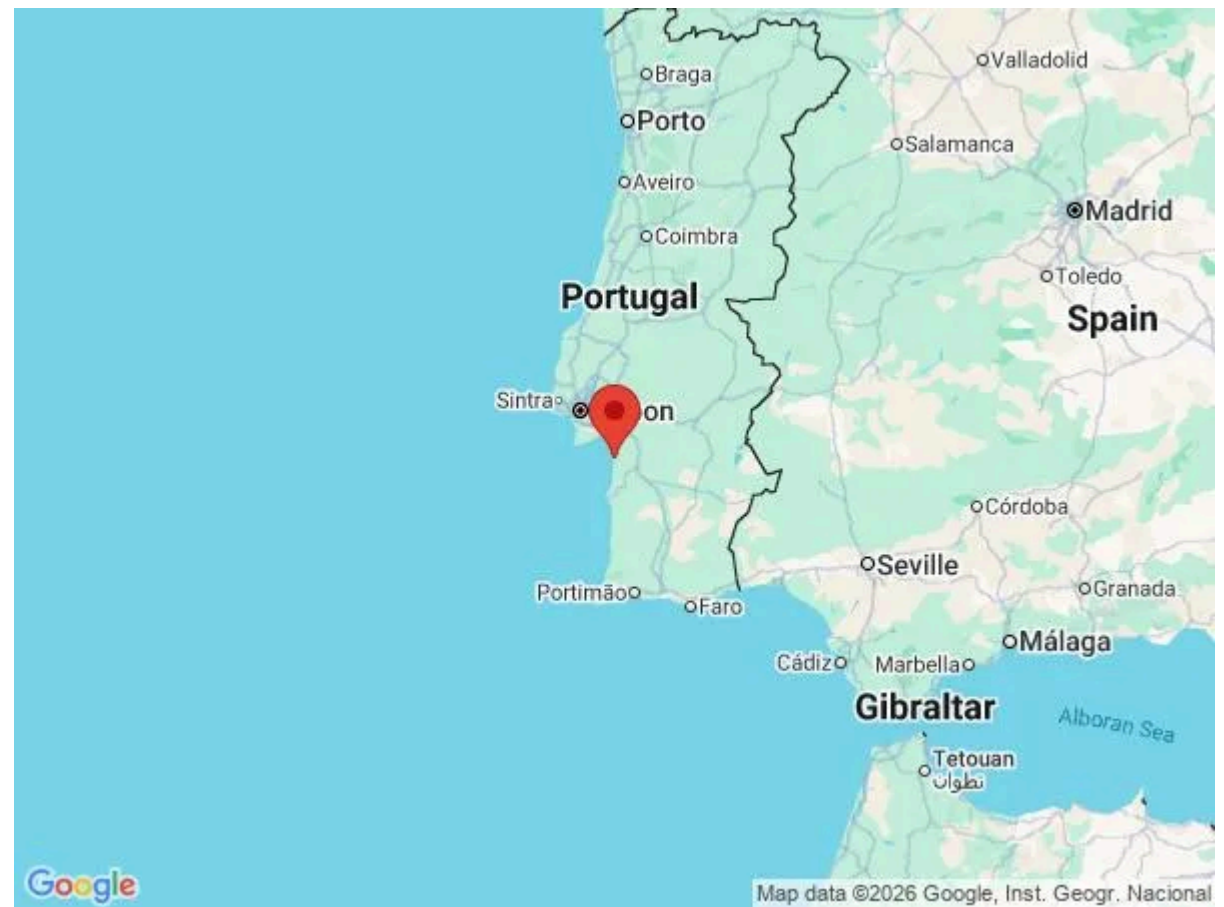 Valladolid
Braga
Porto
Salamanca
Aveiro
Madrid
Coimbra
Toledo
Portugal
Spain
Sintra
on
Córdoba
Seville
Portimão
Granada
Faro
Málaga
Cádiz
Marbella
Gibraltar
Alboran Sea
Tetouan
تطوان
Google
Map data ©2026 Google, Inst. Geogr. Nacional